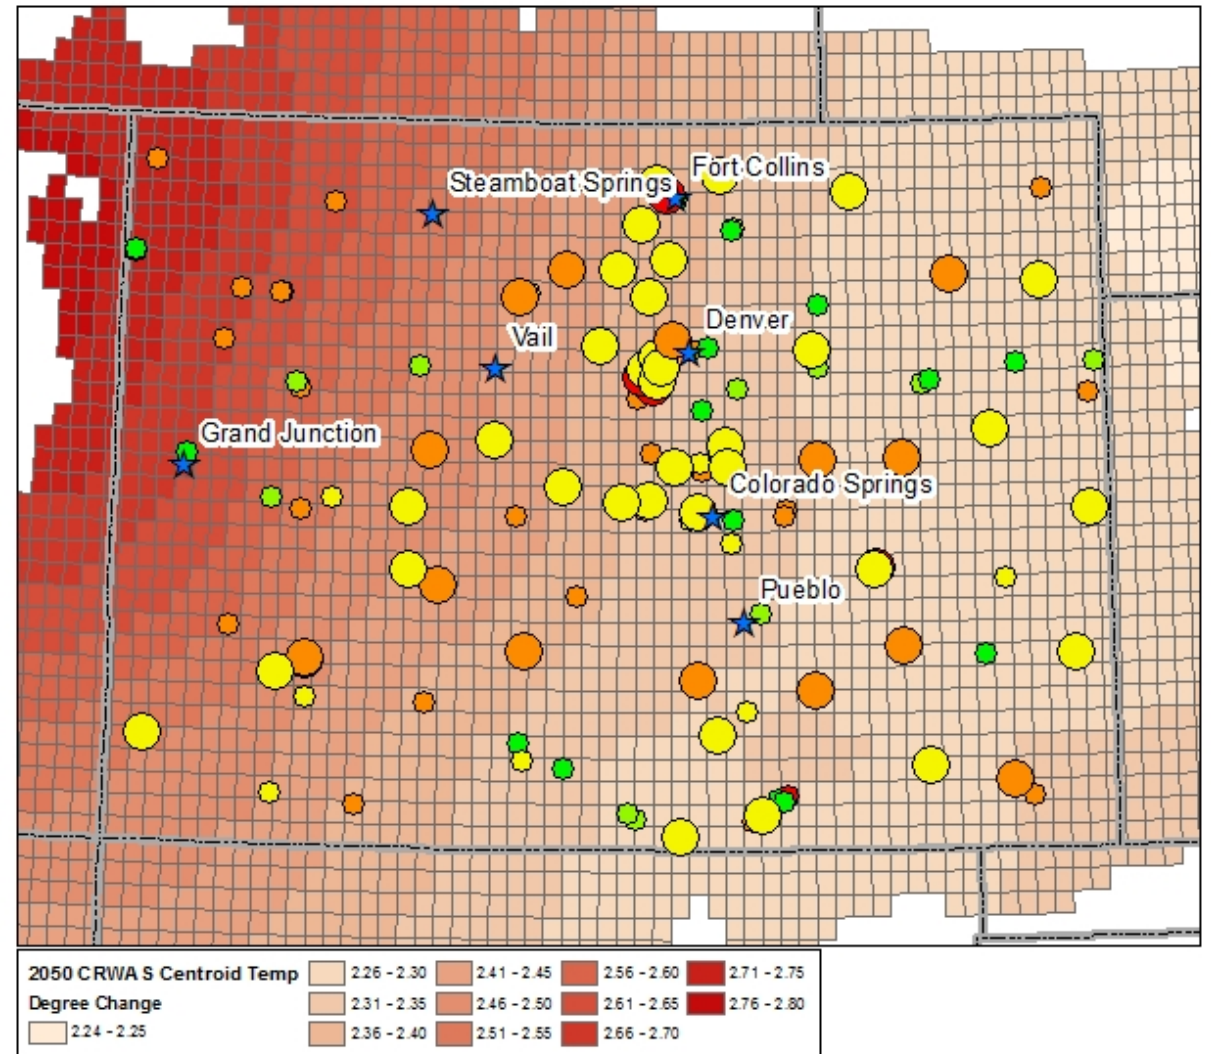 Fort Collins
Steamboat Springs
Denver
Vail
Grand Junction
Colorado Springs
Pueblo
2050 CRWAS Centroid Temp
Degree Change
2.24 - 2.25
2.26 - 2.30
2.31 - 2.35
2.36 - 2.40
2.41 - 2.45
2.46 - 2.50
2.51 - 2.55
2.56 - 2.60
2.61 - 2.65
2.66 - 2.70
2.71 - 2.75
2.76 - 2.80